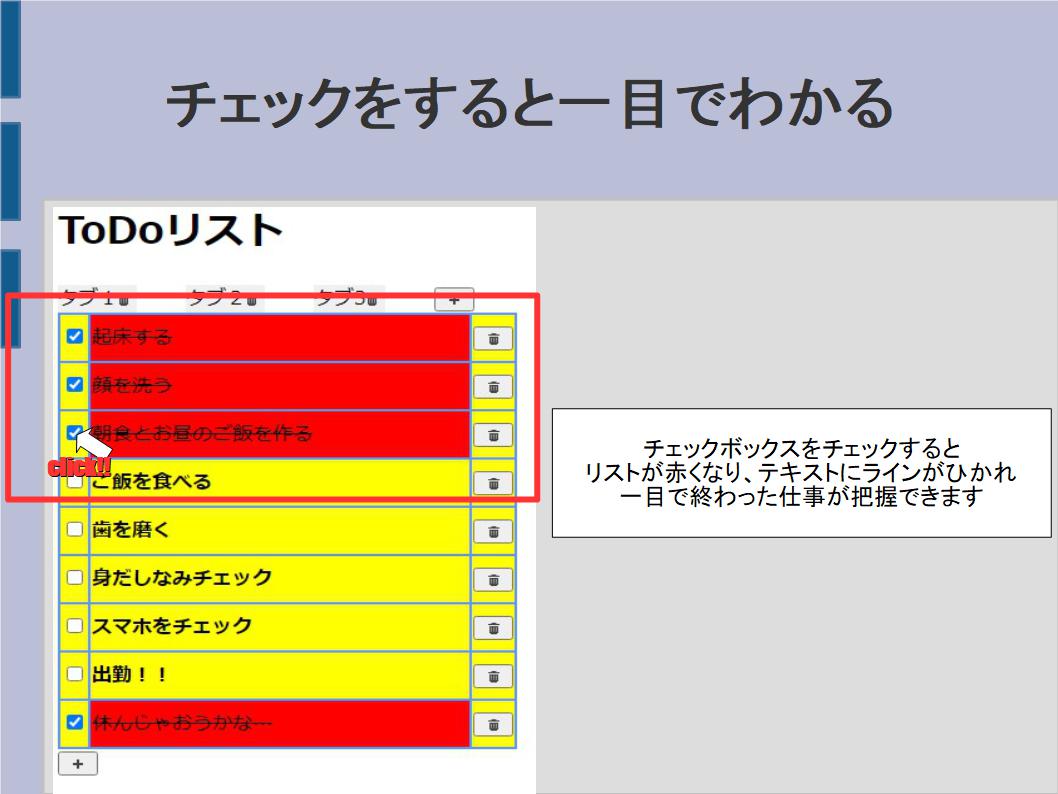 チェックをすると一目でわかる
ToDoリスト
タブ1 タブ2 タブ3 +
起床する
顔を洗う
朝食とお昼のご飯を作る
click!!
ご飯を食べる
歯を磨く
身だしなみチェック
スマホをチェック
出勤！！
休んじゃおうかな…
+
チェックボックスをチェックすると
リストが赤くなり、テキストにラインがひかれ
一目で終わった仕事が把握できます